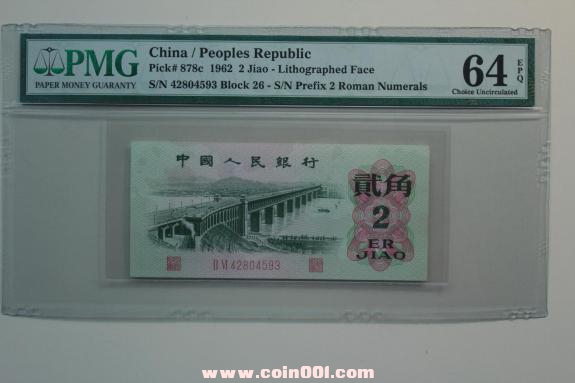 PMG
PAPER MONEY GUARANTY
China / Peoples Republic
Pick# 878c 1962 2 Jiao - Lithographed Face
S/N 42804593 Block 26 - S/N Prefix 2 Roman Numerals
64 EPQ
Choice Uncirculated
中國人民銀行
貳角
2
ER
JIAO
II VI 42804593
www.coin001.com